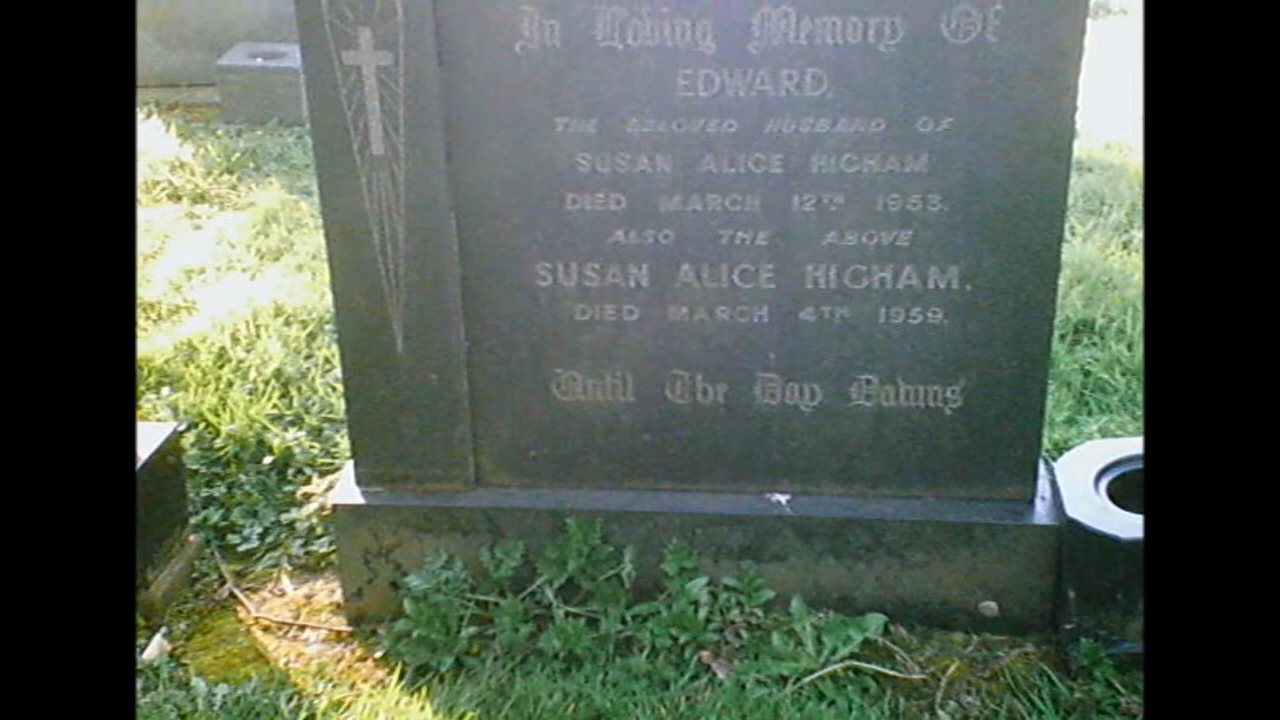 In Loving Memory Of
EDWARD,
THE BELOVED HUSBAND OF
SUSAN ALICE HIGHAM
DIED MARCH 12TH 1953.
ALSO THE ABOVE
SUSAN ALICE HIGHAM.
DIED MARCH 4TH 1959.
Until The Day Dawns